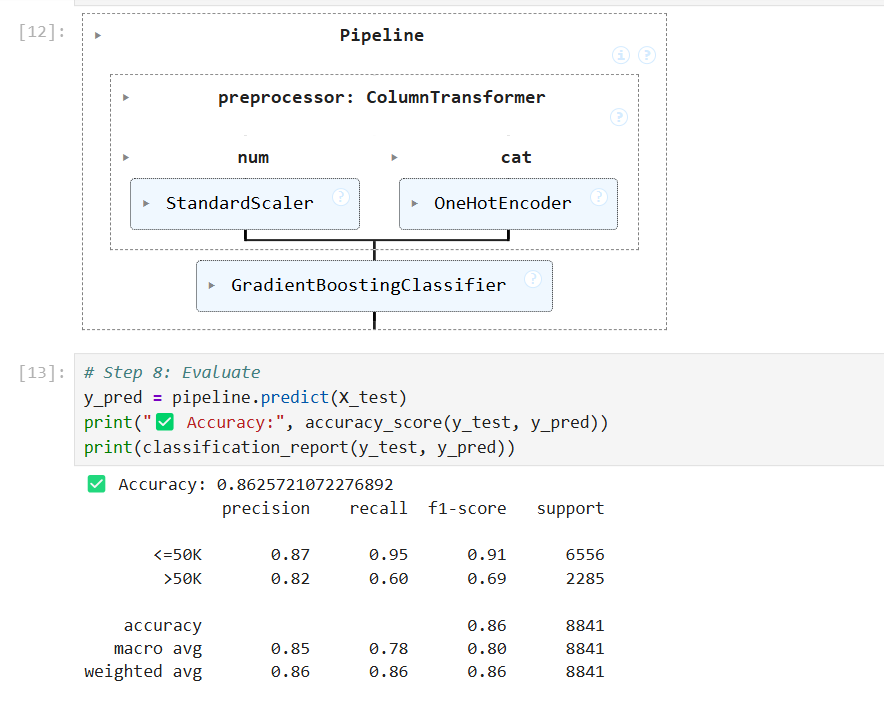 [12]:
Pipeline
preprocessor: ColumnTransformer
num cat
StandardScaler OneHotEncoder
GradientBoostingClassifier
[13]: # Step 8: Evaluate
y_pred = pipeline.predict(X_test)
print("✅ Accuracy:", accuracy_score(y_test, y_pred))
print(classification_report(y_test, y_pred))
✅ Accuracy: 0.8625721072276892
precision recall f1-score support
<=50K 0.87 0.95 0.91 6556
>50K 0.82 0.60 0.69 2285
accuracy 0.86 8841
macro avg 0.85 0.78 0.80 8841
weighted avg 0.86 0.86 0.86 8841